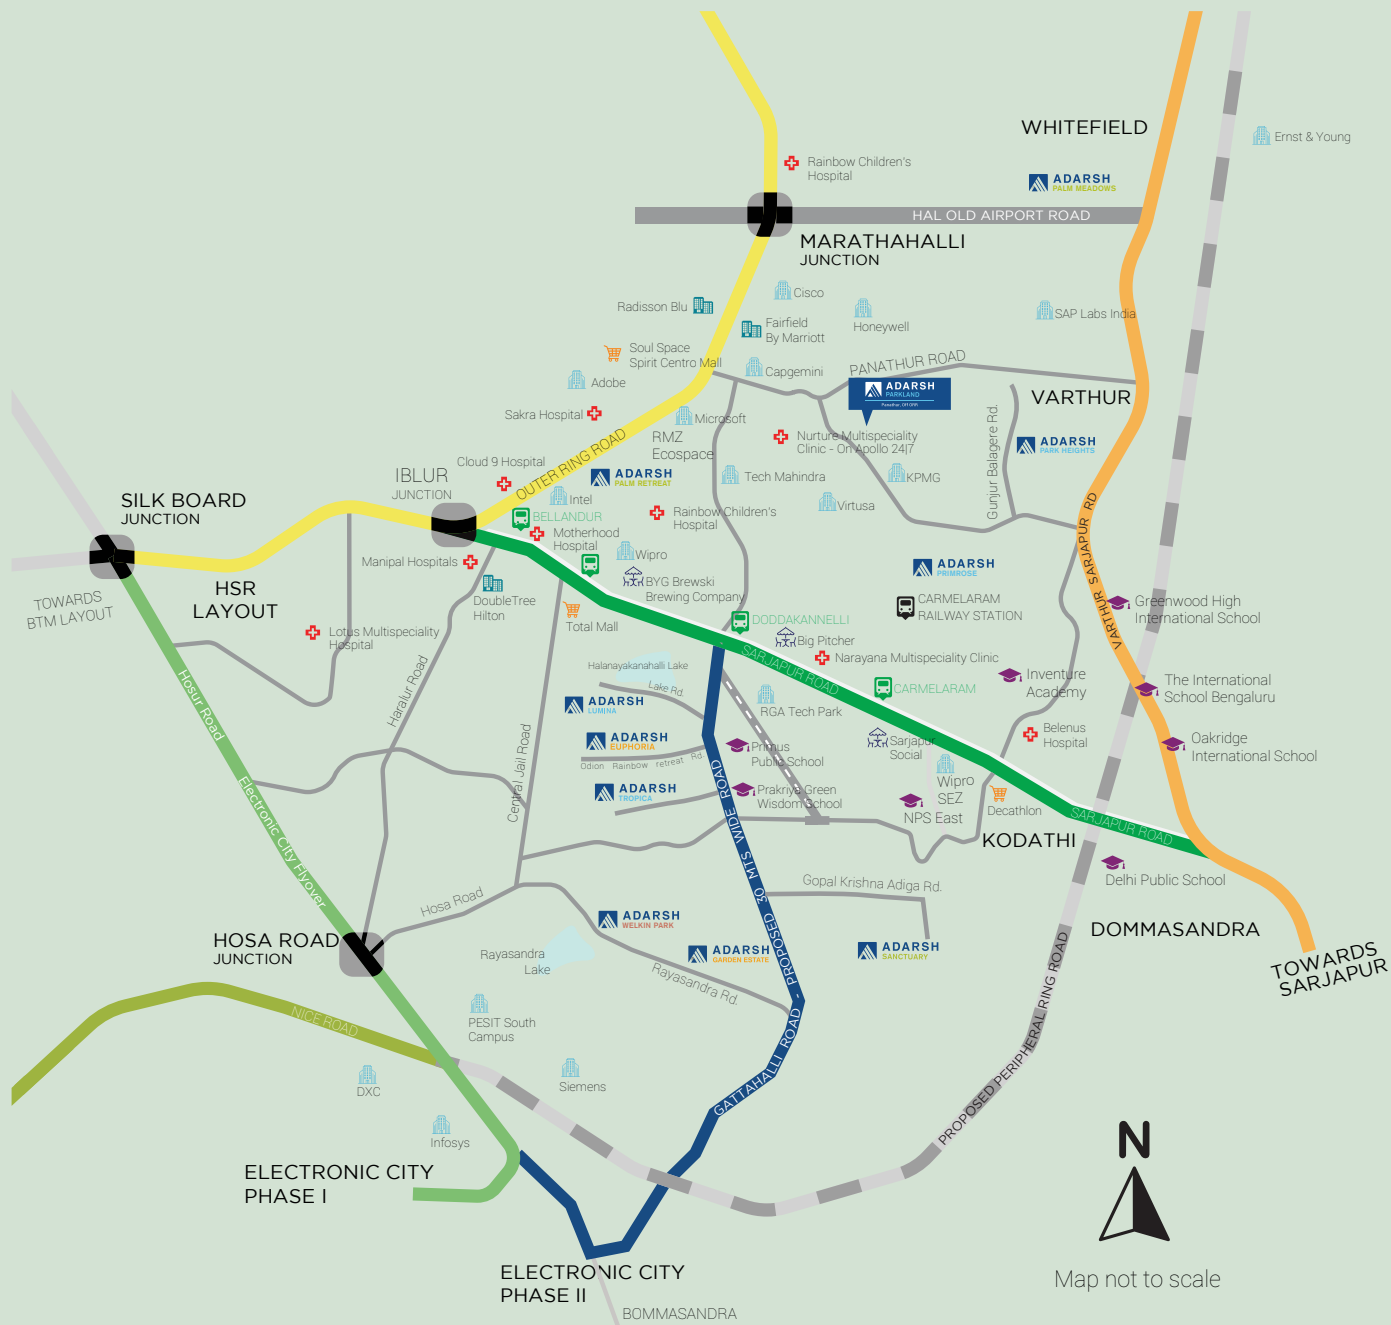 WHITEFIELD
Ernst & Young
Rainbow Children's
Hospital
ADARSH
PALM MEADOWS
HAL OLD AIRPORT ROAD
MARATHAHALLI
JUNCTION
Cisco
Radisson Blu
Fairfield
By Marriott
Honeywell
SAP Labs India
Soul Space
Spirit Centro Mall
Capgemini
PANATHUR ROAD
Adobe
ADARSH
PARKLAND
Panathur, Off ORR
VARTHUR
Sakra Hospital
Microsoft
RMZ
Ecospace
OUTER RING ROAD
Nurture Multispeciality
Clinic - On Apollo 24|7
Gunjur Balagere Rd.
ADARSH
PARK HEIGHTS
Cloud 9 Hospital
IBLUR
JUNCTION
ADARSH
PALM RETREAT
Tech Mahindra
KPMG
SILK BOARD
JUNCTION
Intel
BELLANDUR
Rainbow Children's
Hospital
Virtusa
VARTHUR SARJAPUR RD
Motherhood
Hospital
Wipro
Manipal Hospitals
ADARSH
PRIMROSE
HSR
LAYOUT
TOWARDS
BTM LAYOUT
DoubleTree
Hilton
BYG Brewski
Brewing Company
CARMELARAM
RAILWAY STATION
Greenwood High
International School
Total Mall
DODDAKANNELLI
Lotus Multispeciality
Hospital
Big Pitcher
SARJAPUR ROAD
Narayana Multispeciality Clinic
Halanayakanahalli Lake
Lake Rd.
CARMELARAM
Inventure
Academy
The International
School Bengaluru
Hosur Road
Haralur Road
ADARSH
LUMINA
RGA Tech Park
Belenus
Hospital
Oakridge
International School
ADARSH
EUPHORIA
Odion Rainbow retreat Rd.
Primus
Public School
Sarjapur
Social
Central Jail Road
ADARSH
TROPICA
Prakriya Green
Wisdom School
Wipro
SEZ
NPS East
Decathlon
SARJAPUR ROAD
KODATHI
Electronic City Flyover
PROPOSED 30 MTS WIDE ROAD
Delhi Public School
Gopal Krishna Adiga Rd.
Hosa Road
ADARSH
WELKIN PARK
DOMMASANDRA
HOSA ROAD
JUNCTION
Rayasandra
Lake
ADARSH
GARDEN ESTATE
ADARSH
SANCTUARY
TOWARDS
SARJAPUR
Rayasandra Rd.
NICE ROAD
PESIT South
Campus
GATTAHALLI ROAD -
PROPOSED PERIPHERAL RING ROAD
DXC
Siemens
Infosys
N
ELECTRONIC CITY
PHASE I
ELECTRONIC CITY
PHASE II
Map not to scale
BOMMASANDRA